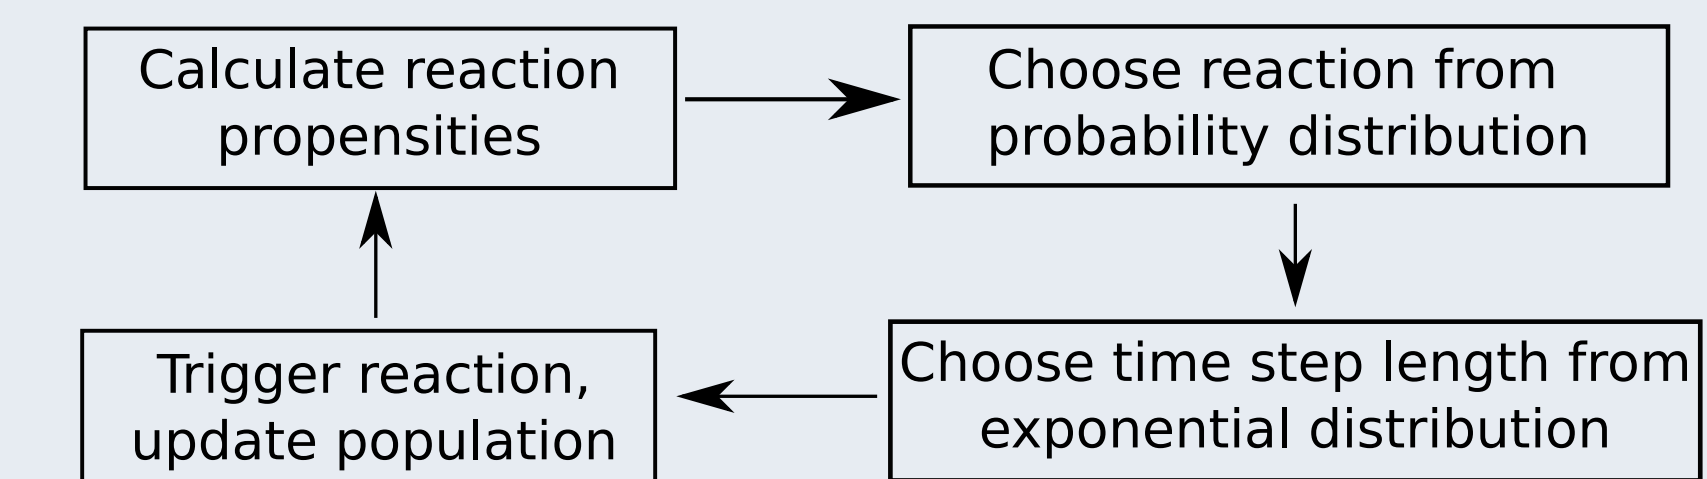 Calculate reaction
propensities
Choose reaction from
probability distribution
Trigger reaction,
update population
Choose time step length from
exponential distribution